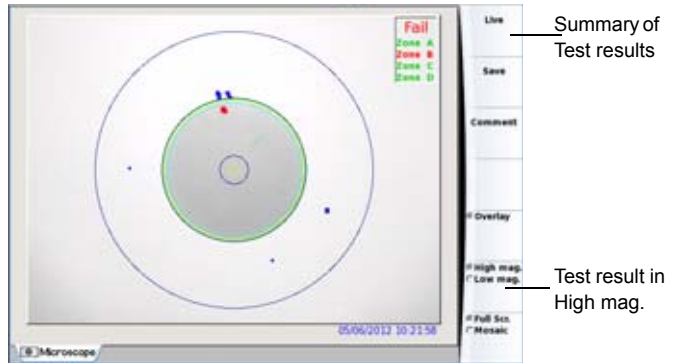 Fail
Zone A
Zone B
Zone C
Zone D
05/06/2012 10:21:58
Microscope
Live
Save
Comment
Overlay
High mag.
Low mag.
Full Scr.
Mosaic
Summary of
Test results
Test result in
High mag.